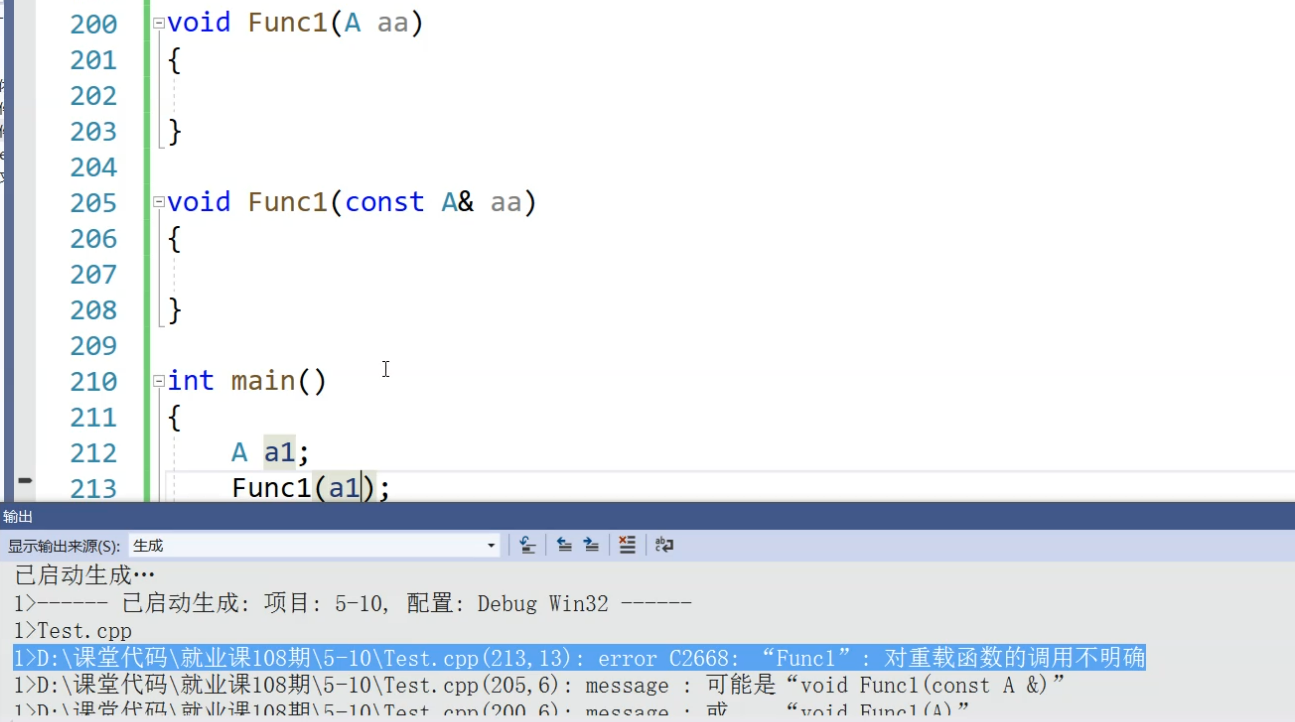 200 void Func1(A aa)
201 {
202
203 }
204
205 void Func1(const A& aa)
206 {
207
208 }
209
210 int main()
211 {
212 A a1;
213 Func1(a1);
输出
显示输出来源(S): 生成
已启动生成…
1>------ 已启动生成: 项目: 5-10, 配置: Debug Win32 ------
1>Test.cpp
1>D:\课堂代码\就业课108期\5-10\Test.cpp(213,13): error C2668: “Func1”: 对重载函数的调用不明确
1>D:\课堂代码\就业课108期\5-10\Test.cpp(205,6): message : 可能是“void Func1(const A &)”
1>D:\课堂代码\就业课108期\5-10\Test.cpp(200,6): message : 或 “void Func1(A)”